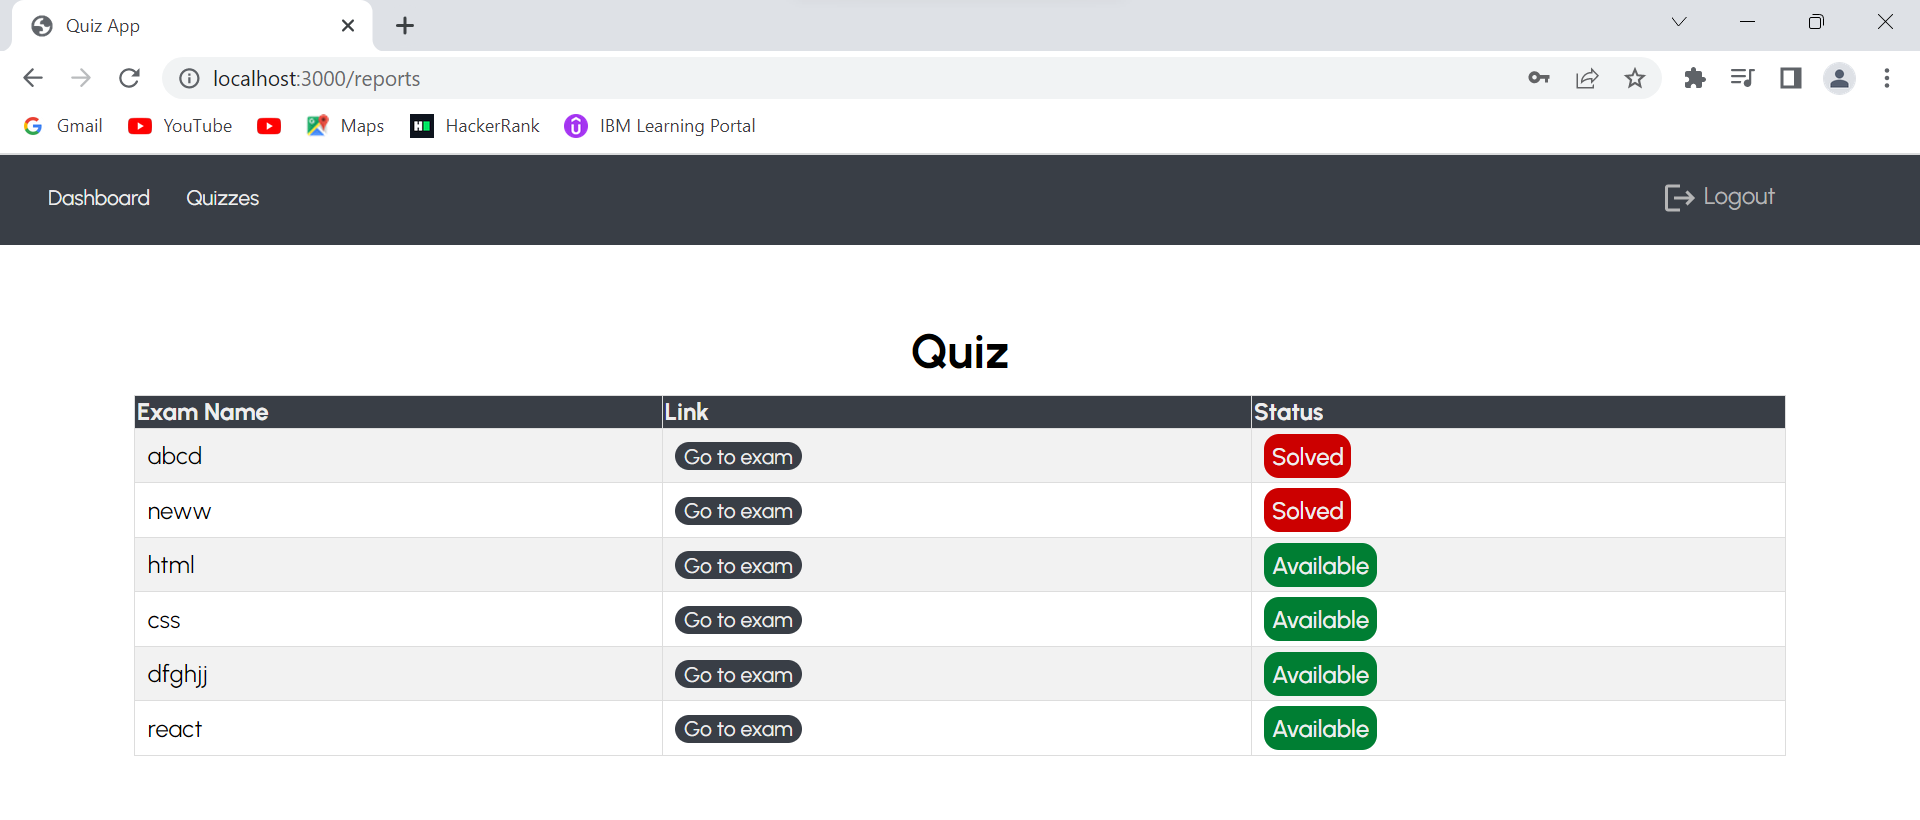 Quiz App
localhost:3000/reports
Gmail YouTube Maps HackerRank IBM Learning Portal
Dashboard Quizzes Logout
Quiz
Exam Name Link Status
abcd Go to exam Solved
neww Go to exam Solved
html Go to exam Available
css Go to exam Available
dfghjj Go to exam Available
react Go to exam Available